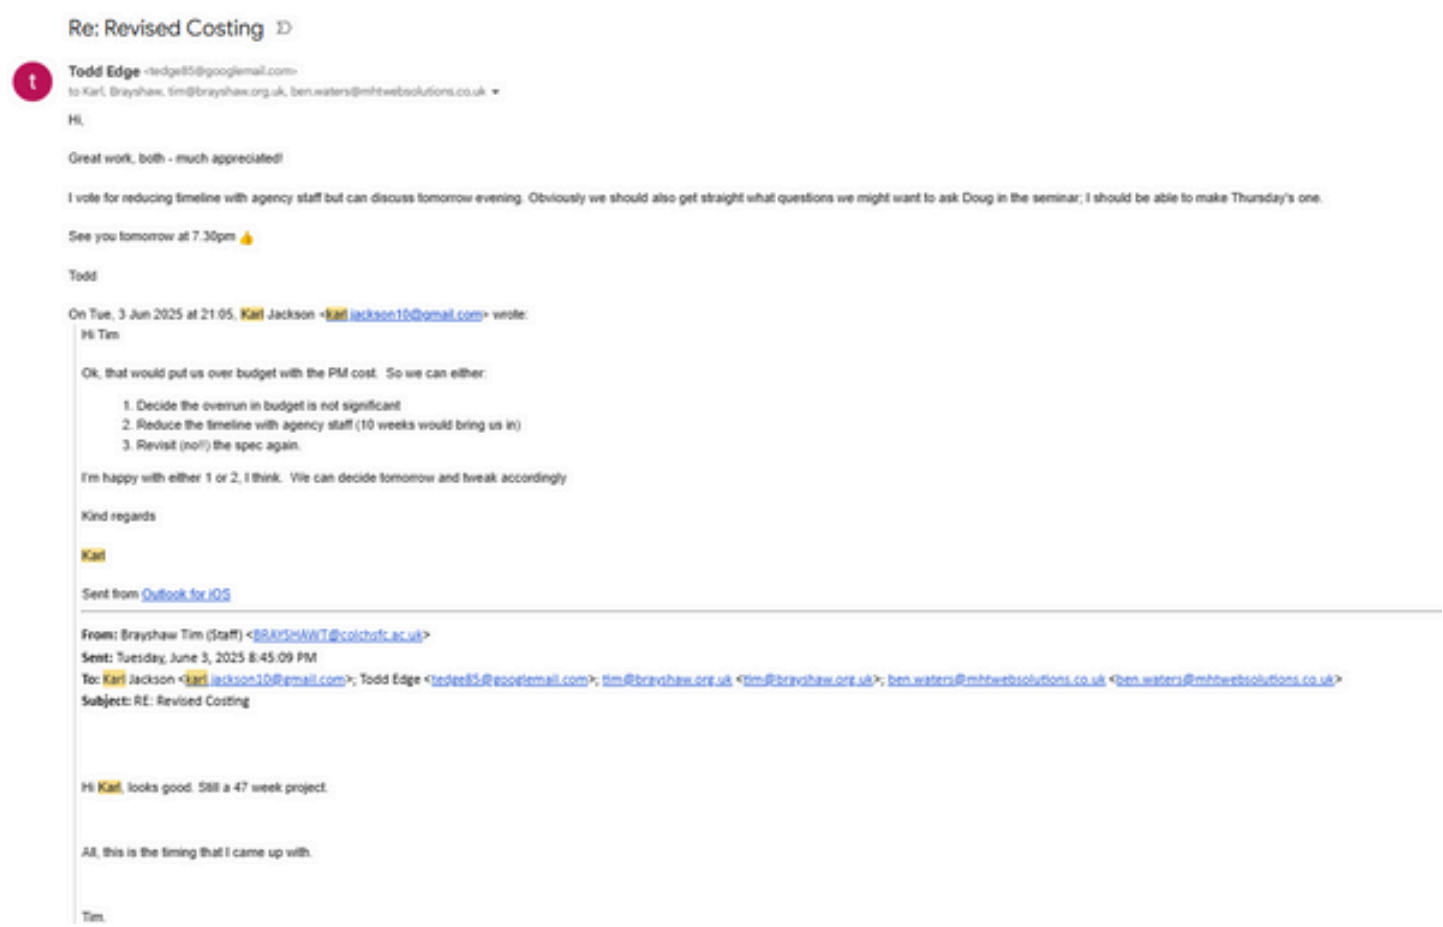 Re: Revised Costing
t
Todd Edge <tedge85@googlemail.com>
to Karl, Brayshaw, tim@brayshaw.org.uk, ben.waters@mhtwebsolutions.co.uk
Hi,
Great work, both - much appreciated!
I vote for reducing timeline with agency staff but can discuss tomorrow evening. Obviously we should also get straight what questions we might want to ask Doug in the seminar; I should be able to make Thursday's one.
See you tomorrow at 7.30pm 👍
Todd
On Tue, 3 Jun 2025 at 21:05, Karl Jackson <karl.jackson10@gmail.com> wrote:
Hi Tim
Ok, that would put us over budget with the PM cost. So we can either:
1. Decide the overrun in budget is not significant
2. Reduce the timeline with agency staff (10 weeks would bring us in)
3. Revisit (no!!) the spec again.
I'm happy with either 1 or 2, I think. We can decide tomorrow and tweak accordingly
Kind regards
Karl
Sent from Outlook for iOS
From: Brayshaw Tim (Staff) <BRAYSHAWT@colchsfc.ac.uk>
Sent: Tuesday, June 3, 2025 8:45:09 PM
To: Karl Jackson <karl.jackson10@gmail.com>; Todd Edge <tedge85@googlemail.com>; tim@brayshaw.org.uk <tim@brayshaw.org.uk>; ben.waters@mhtwebsolutions.co.uk <ben.waters@mhtwebsolutions.co.uk>
Subject: RE: Revised Costing
Hi Karl, looks good. Still a 47 week project.
All, this is the timing that I came up with.
Tim.